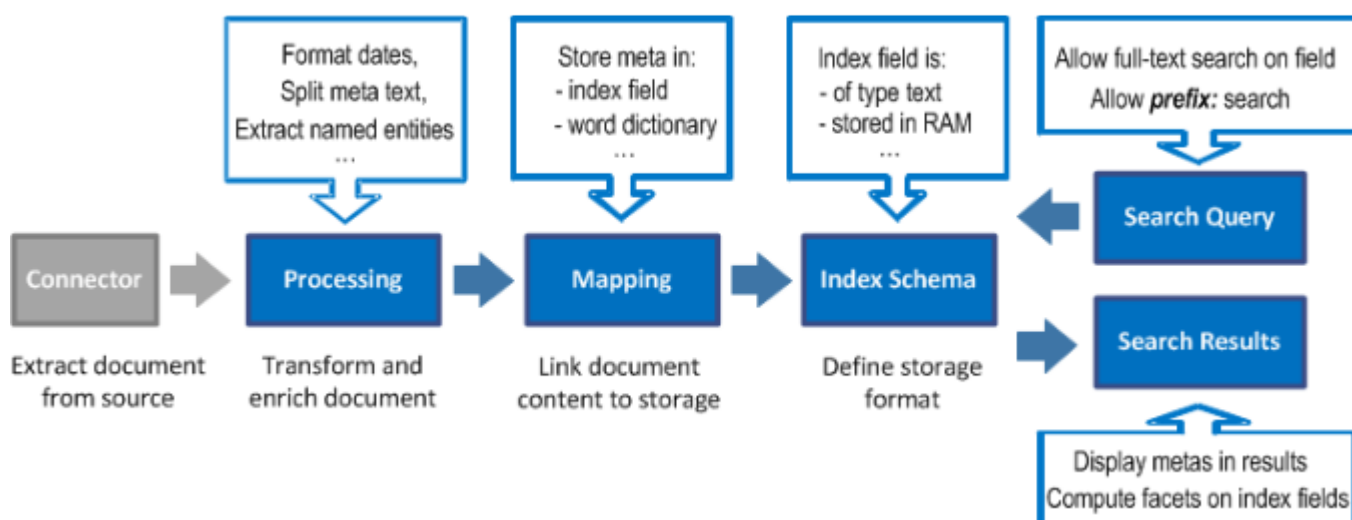 Format dates,
Split meta text,
Extract named entities
...
Store meta in:
- index field
- word dictionary
...
Index field is:
- of type text
- stored in RAM
...
Allow full-text search on field
Allow prefix: search
Connector
Processing
Mapping
Index Schema
Search Query
Search Results
Extract document
from source
Transform and
enrich document
Link document
content to storage
Define storage
format
Display metas in results
Compute facets on index fields